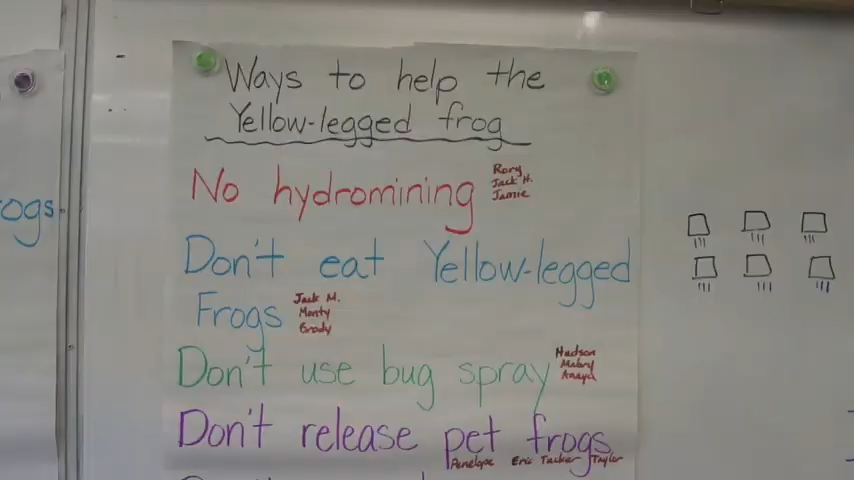 Ways to help the
Yellow-legged frog
No hydromining
Rory
Jack H.
Jamie
ogs
Don't eat Yellow-legged
Frogs
Jack M.
Monty
Grady
Don't use bug spray
Hudson
Mabry
Anaya
Don't release pet frogs
Penelope Eric Tucker Taylor